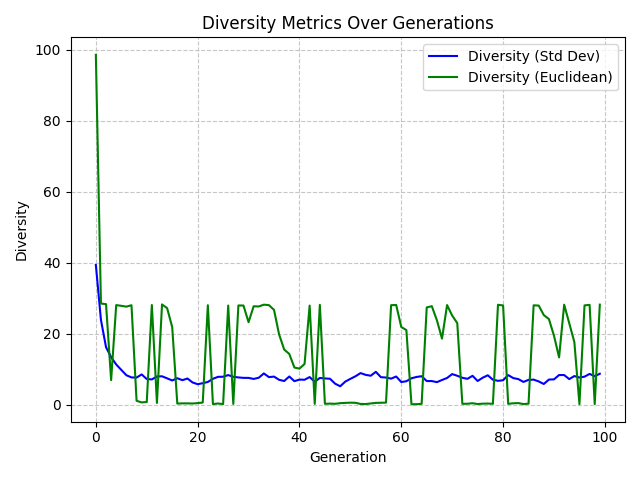 Diversity Metrics Over Generations
Diversity (Std Dev)
Diversity (Euclidean)
Diversity
100
80
60
40
20
0
0 20 40 60 80 100
Generation